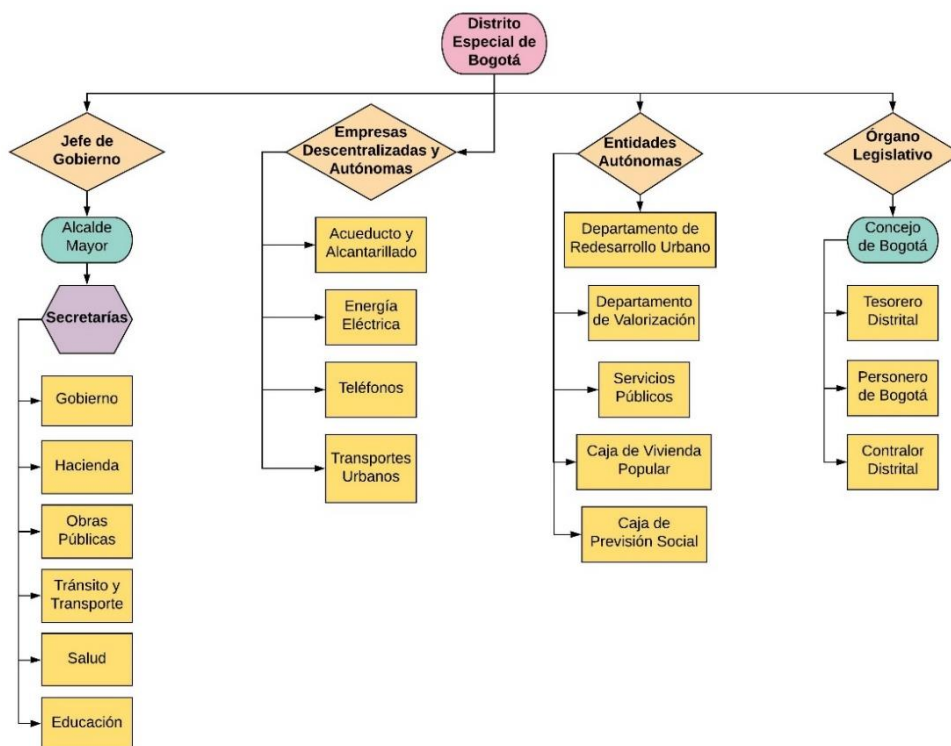 Distrito
Especial de
Bogotá
Jefe de
Gobierno
Empresas
Descentralizadas y
Autónomas
Entidades
Autónomas
Órgano
Legislativo
Alcalde
Mayor
Secretarías
Gobierno
Hacienda
Obras
Públicas
Tránsito y
Transporte
Salud
Educación
Acueducto y
Alcantarillado
Energía
Eléctrica
Teléfonos
Transportes
Urbanos
Departamento de
Redesarrollo Urbano
Departamento
de Valorización
Servicios
Públicos
Caja de Vivienda
Popular
Caja de
Previsión Social
Concejo
de Bogotá
Tesorero
Distrital
Personero
de Bogotá
Contralor
Distrital